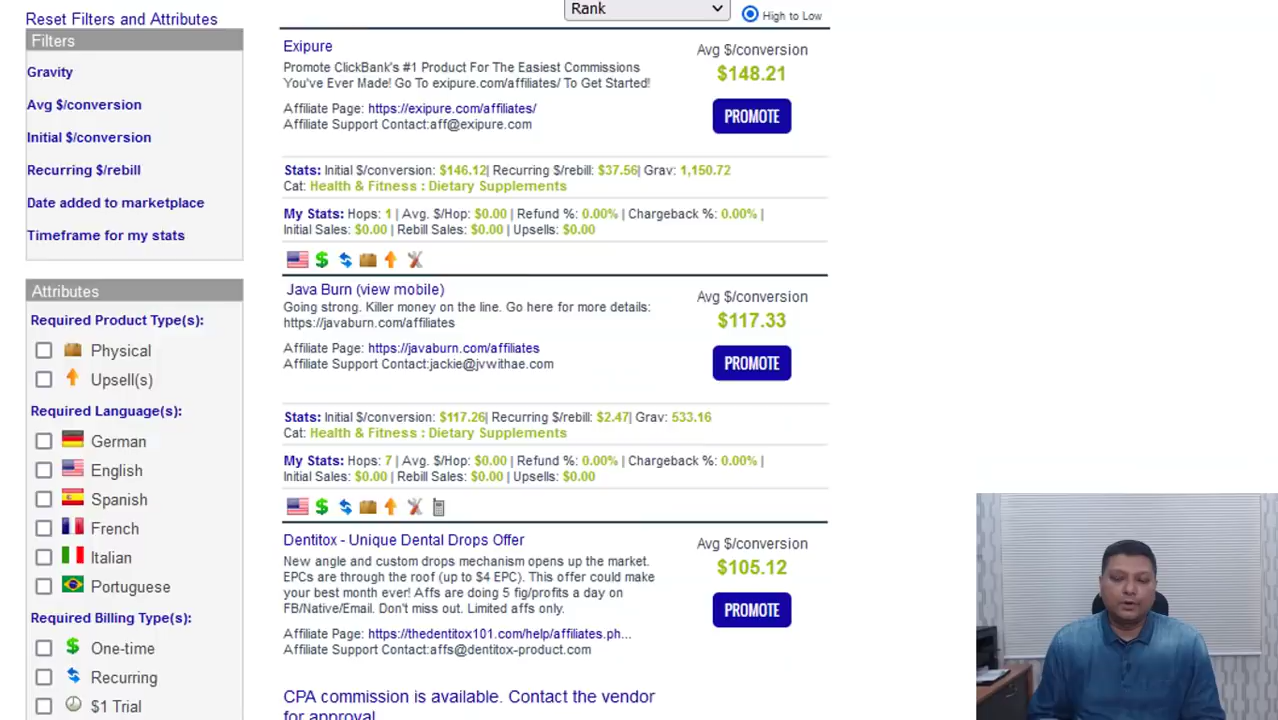 Reset Filters and Attributes
Filters
Gravity
Avg $/conversion
Initial $/conversion
Recurring $/rebill
Date added to marketplace
Timeframe for my stats
Attributes
Required Product Type(s):
Physical
Upsell(s)
Required Language(s):
German
English
Spanish
French
Italian
Portuguese
Required Billing Type(s):
One-time
Recurring
$1 Trial
Rank
High to Low
Exipure
Promote ClickBank's #1 Product For The Easiest Commissions
You've Ever Made! Go To exipure.com/affiliates/ To Get Started!
Affiliate Page: https://exipure.com/affiliates/
Affiliate Support Contact:aff@exipure.com
Avg $/conversion
$148.21
PROMOTE
Stats: Initial $/conversion: $146.12| Recurring $/rebill: $37.56| Grav: 1,150.72
Cat: Health & Fitness : Dietary Supplements
My Stats: Hops: 1 | Avg. $/Hop: $0.00 | Refund %: 0.00% | Chargeback %: 0.00% |
Initial Sales: $0.00 | Rebill Sales: $0.00 | Upsells: $0.00
Java Burn (view mobile)
Going strong. Killer money on the line. Go here for more details:
https://javaburn.com/affiliates
Affiliate Page: https://javaburn.com/affiliates
Affiliate Support Contact:jackie@jvwithae.com
Avg $/conversion
$117.33
PROMOTE
Stats: Initial $/conversion: $117.26| Recurring $/rebill: $2.47| Grav: 533.16
Cat: Health & Fitness : Dietary Supplements
My Stats: Hops: 7 | Avg. $/Hop: $0.00 | Refund %: 0.00% | Chargeback %: 0.00% |
Initial Sales: $0.00 | Rebill Sales: $0.00 | Upsells: $0.00
Dentitox - Unique Dental Drops Offer
New angle and custom drops mechanism opens up the market.
EPCs are through the roof (up to $4 EPC). This offer could make
your best month ever! Affs are doing 5 fig/profits a day on
FB/Native/Email. Don't miss out. Limited affs only.
Affiliate Page: https://thedentitox101.com/help/affiliates.ph...
Affiliate Support Contact:affs@dentitox-product.com
Avg $/conversion
$105.12
PROMOTE
CPA commission is available. Contact the vendor
for approval